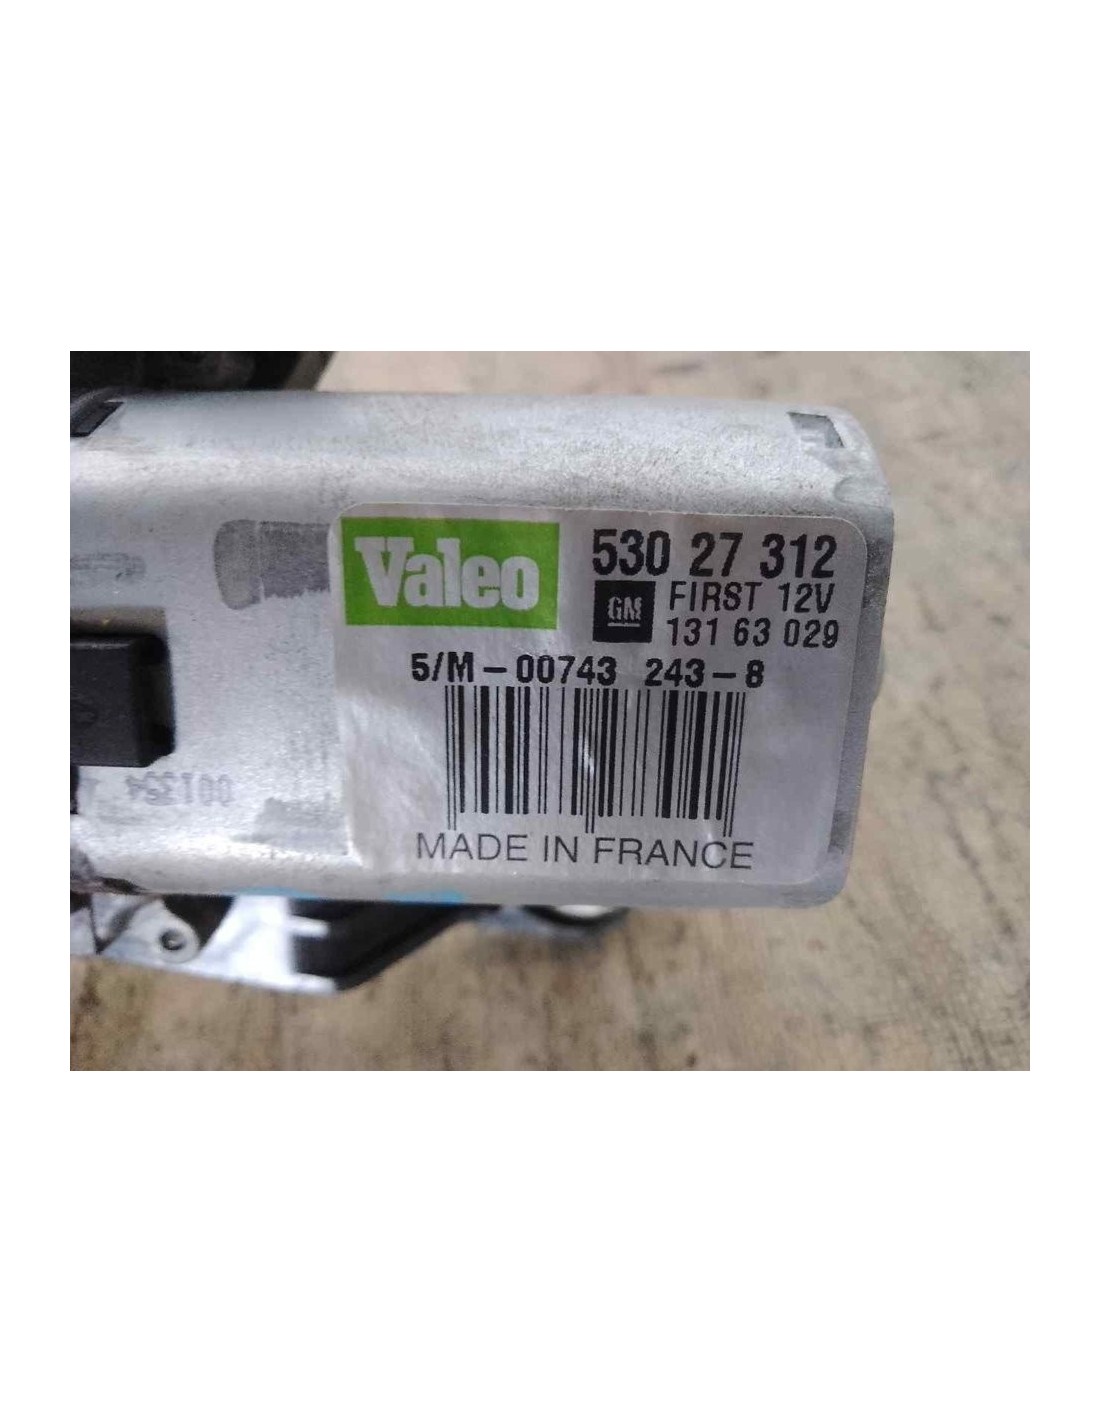 Valeo
530 27 312
GM
FIRST 12V
131 63 029
5/M-00743 243-8
MADE IN FRANCE